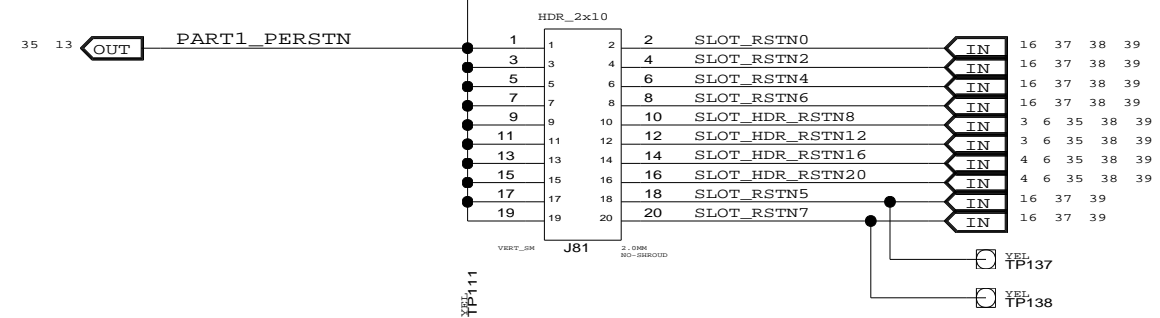 HDR_2x10
35 13 OUT PART1_PERSTN 1 1 2 2 SLOT_RSTN0 IN 16 37 38 39
3 3 4 4 SLOT_RSTN2 IN 16 37 38 39
5 5 6 6 SLOT_RSTN4 IN 16 37 38 39
7 7 8 8 SLOT_RSTN6 IN 16 37 38 39
9 9 10 10 SLOT_HDR_RSTN8 IN 3 6 35 38 39
11 11 12 12 SLOT_HDR_RSTN12 IN 3 6 35 38 39
13 13 14 14 SLOT_HDR_RSTN16 IN 4 6 35 38 39
15 15 16 16 SLOT_HDR_RSTN20 IN 4 6 35 38 39
17 17 18 18 SLOT_RSTN5 IN 16 37 39
19 19 20 20 SLOT_RSTN7 IN 16 37 39
VERT_SM J81 2.0MM
NO-SHROUD
YEL
TP137
YEL
TP111
YEL
TP138